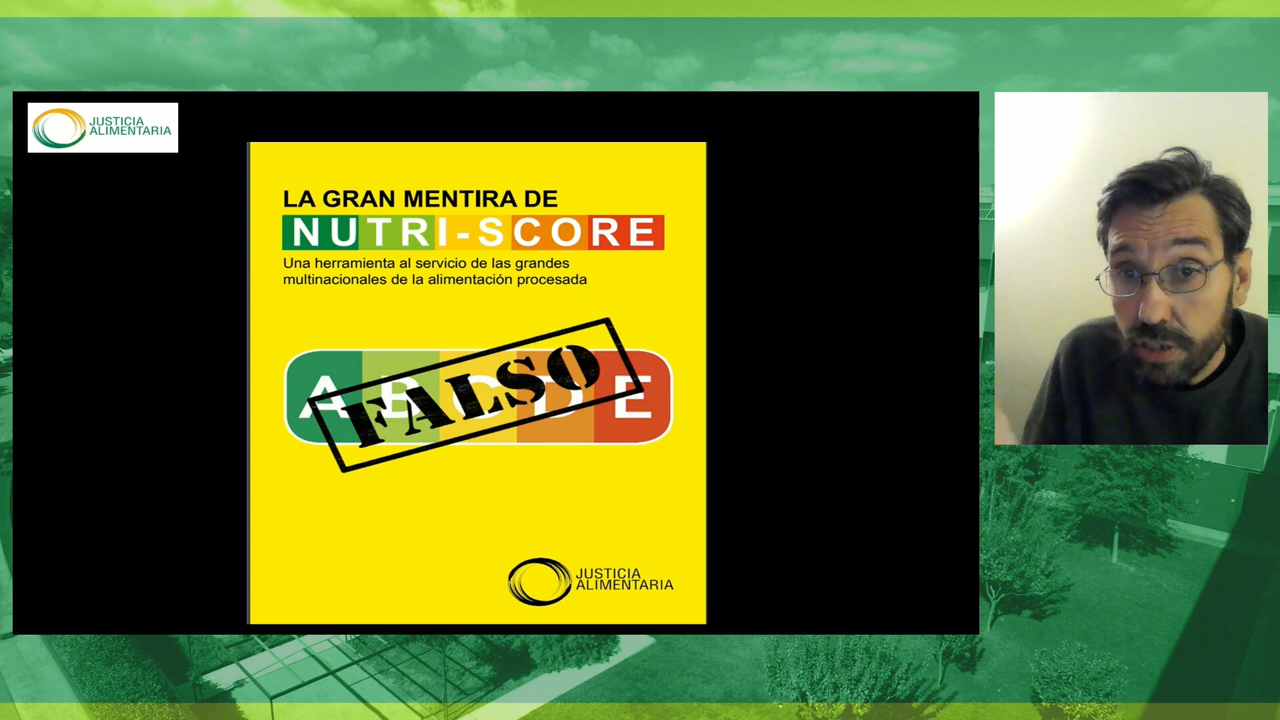 JUSTICIA
ALIMENTARIA
LA GRAN MENTIRA DE
NUTRI-SCORE
Una herramienta al servicio de las grandes
multinacionales de la alimentación procesada
A B C D E
FALSO
JUSTICIA
ALIMENTARIA